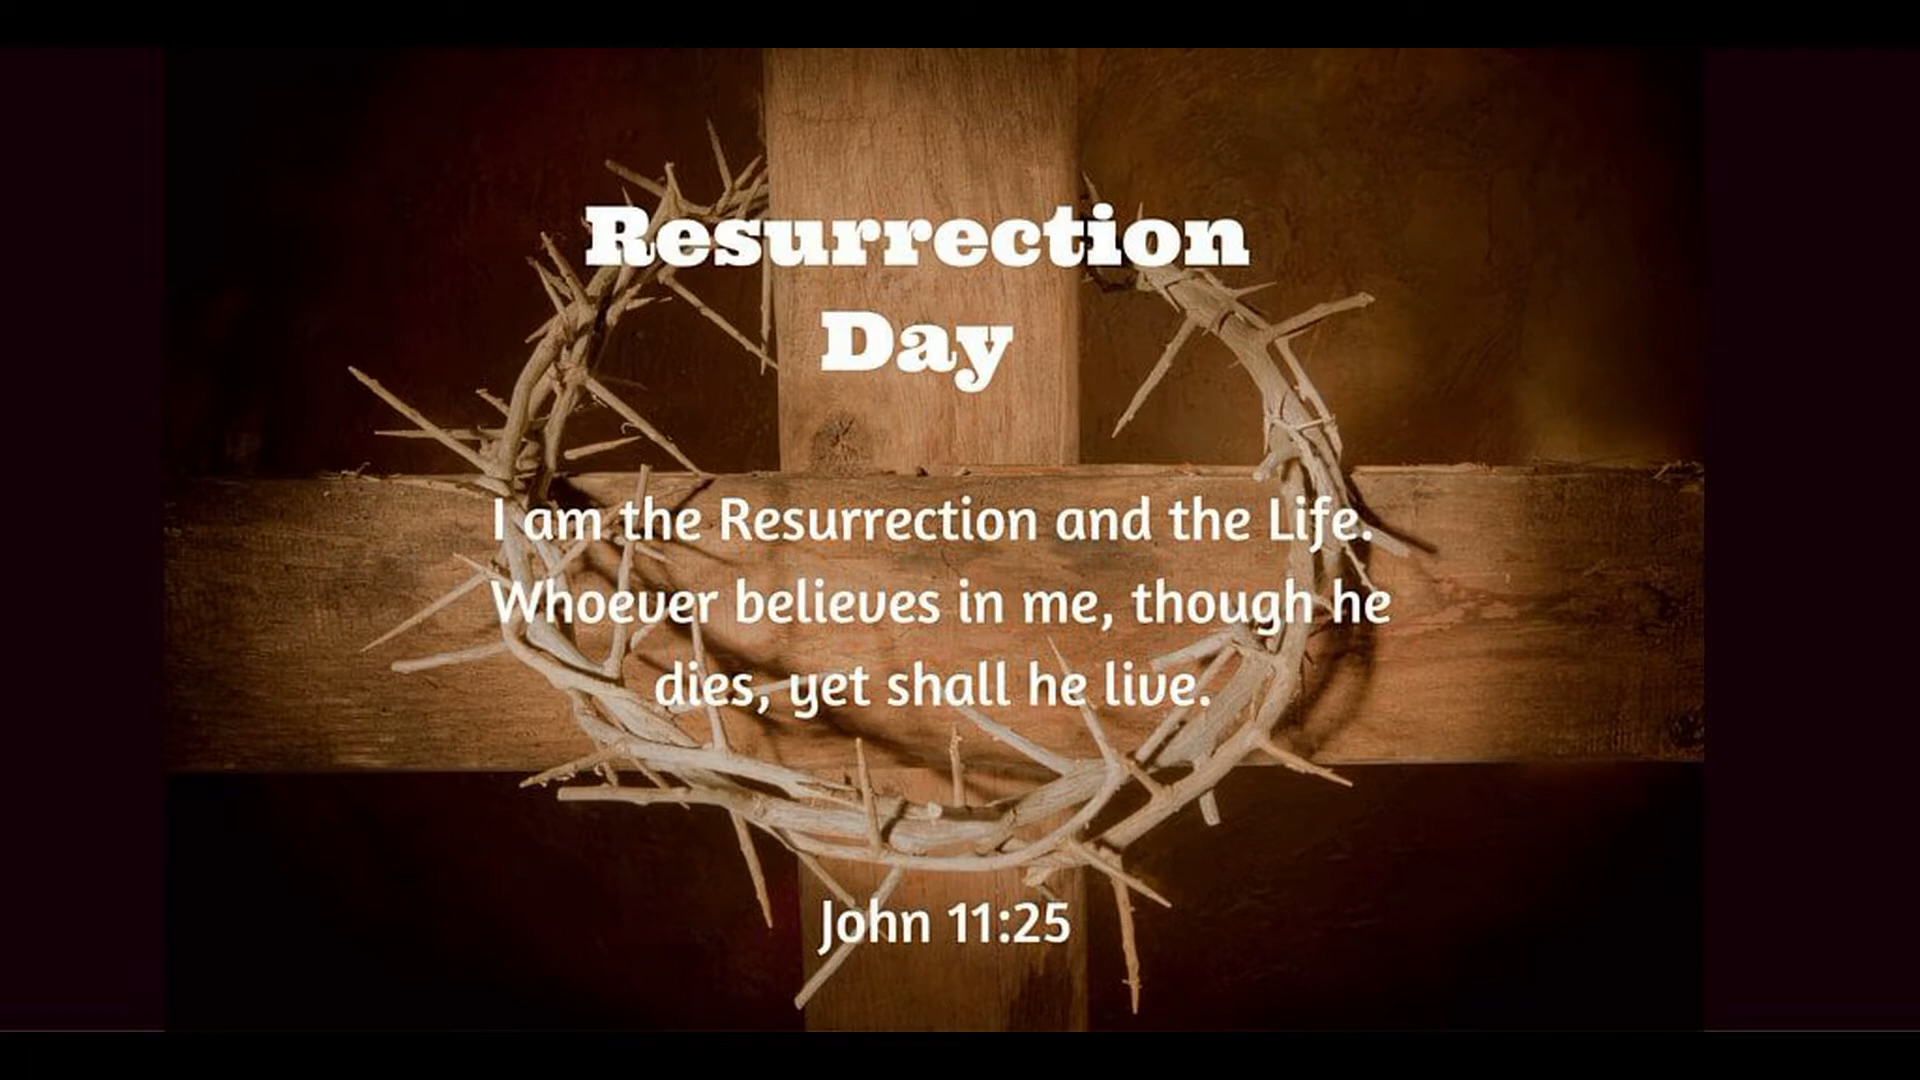 Resurrection
Day
I am the Resurrection and the Life.
Whoever believes in me, though he
dies, yet shall he live.
John 11:25